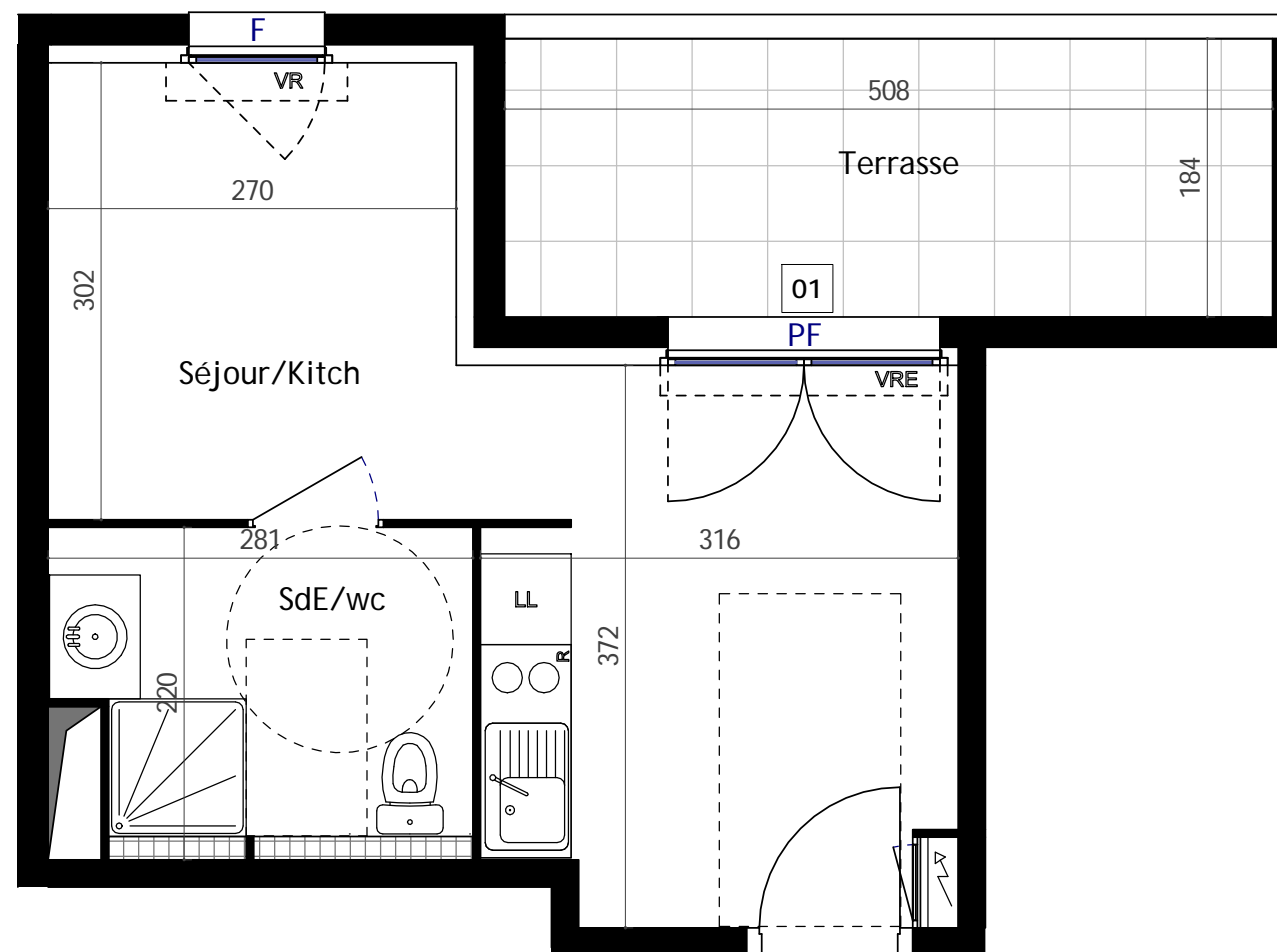 F
VR
508
Terrasse
184
270
302
01
PF
VRE
Séjour/Kitch
281
316
SdE/wc
LL
R
372
220